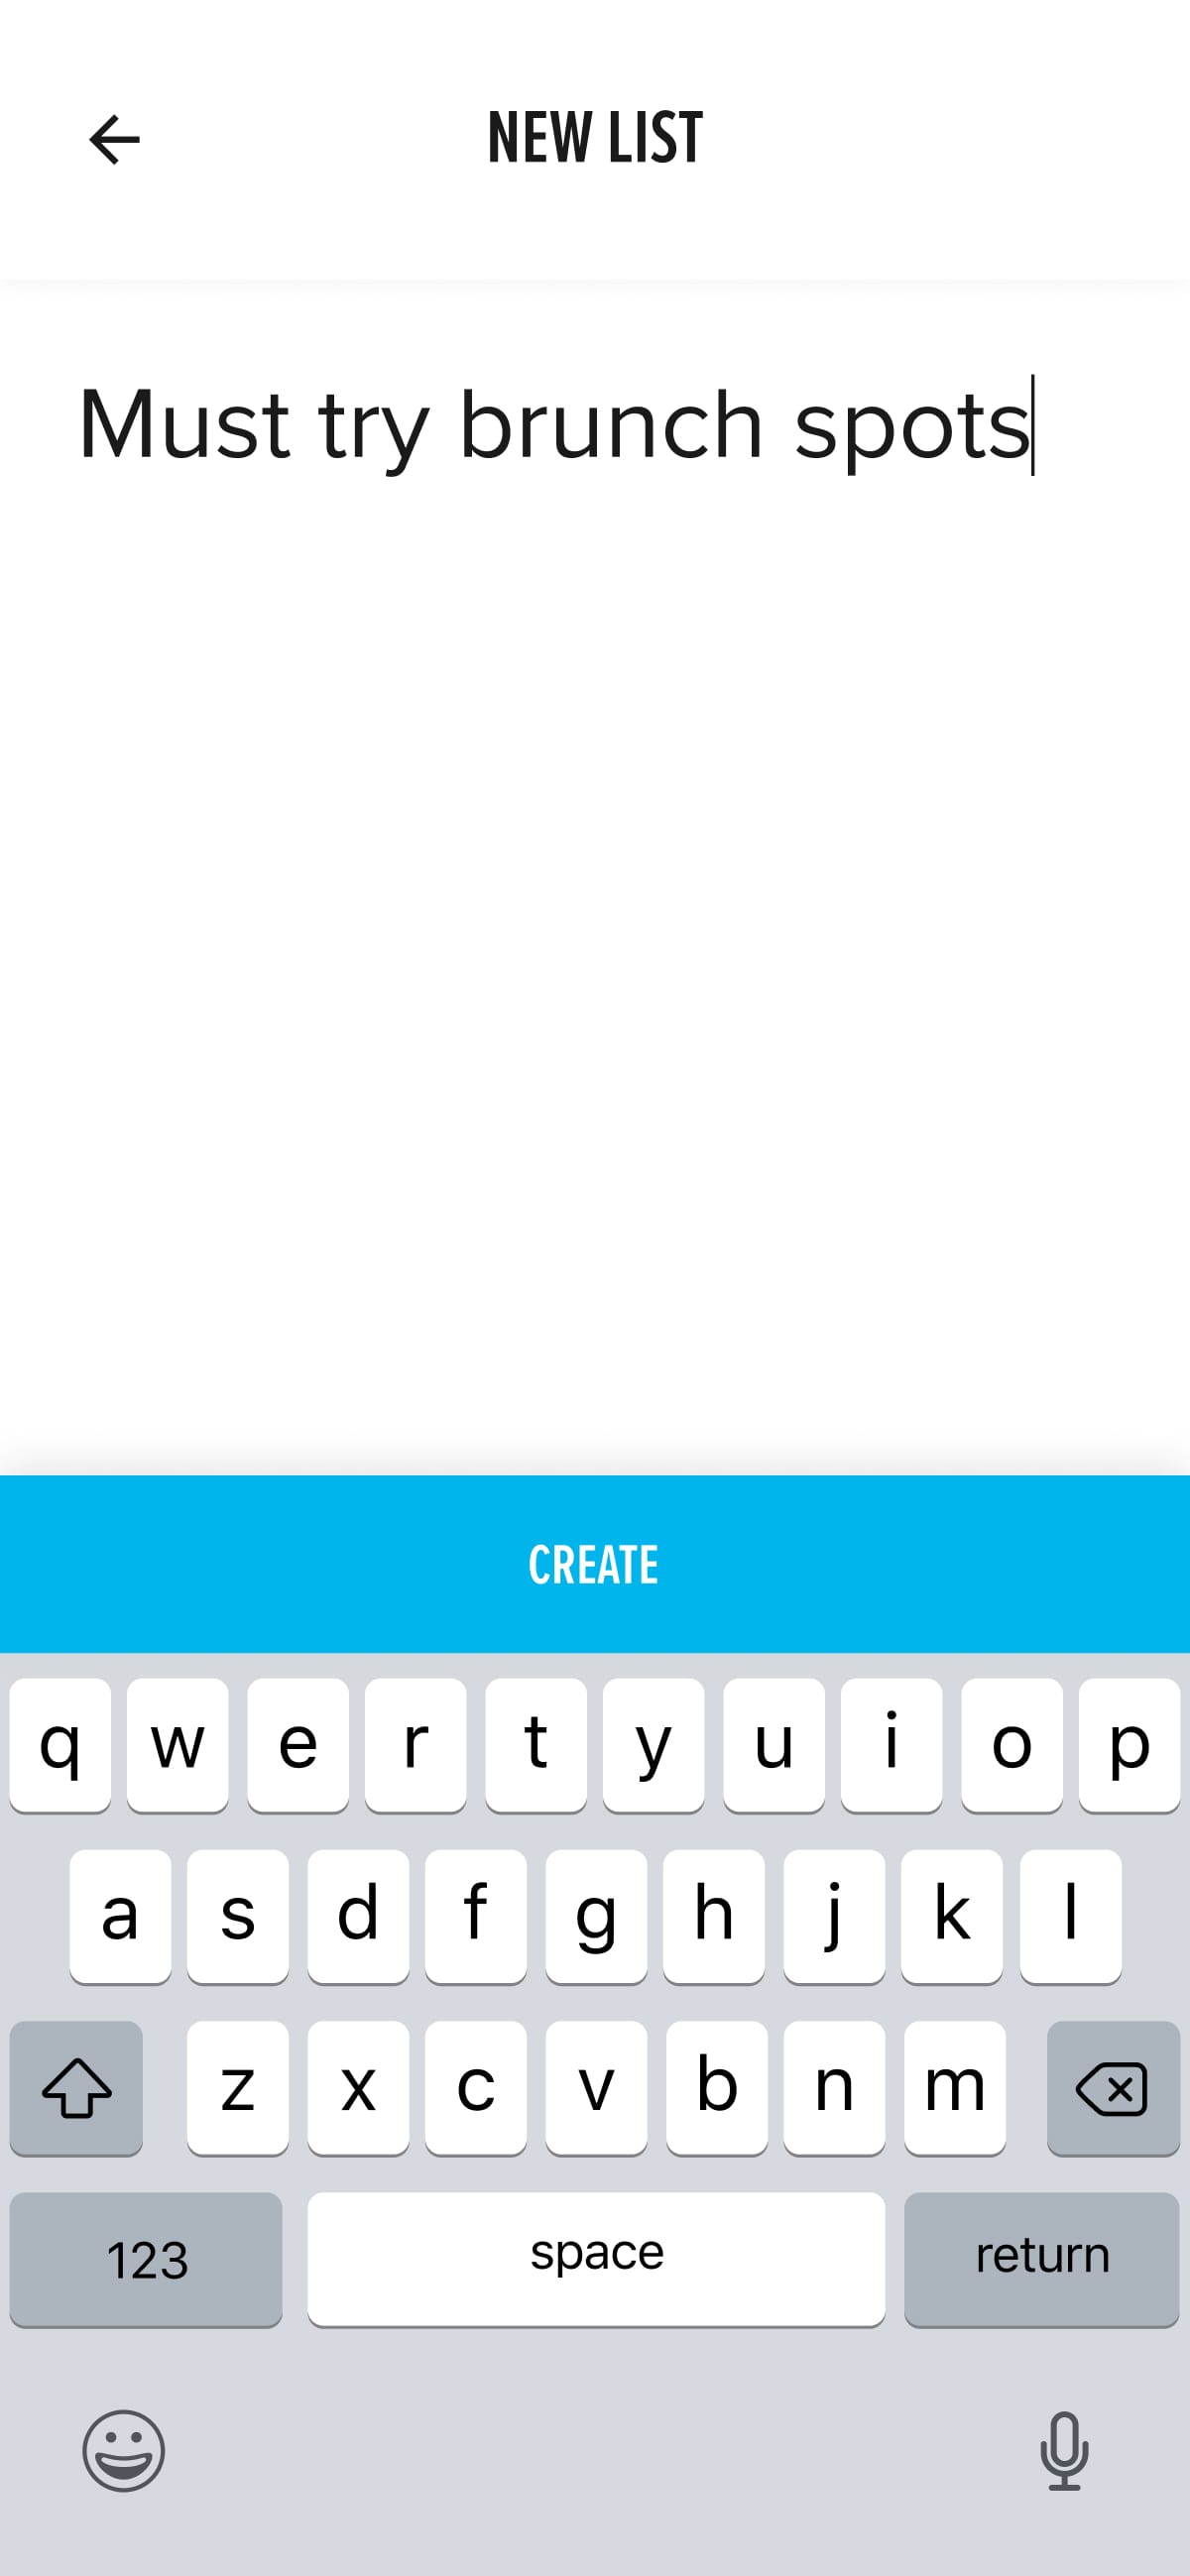 NEW LIST
Must try brunch spots
CREATE
q w e r t y u i o p
a s d f g h j k l
z x c v b n m
123 space return